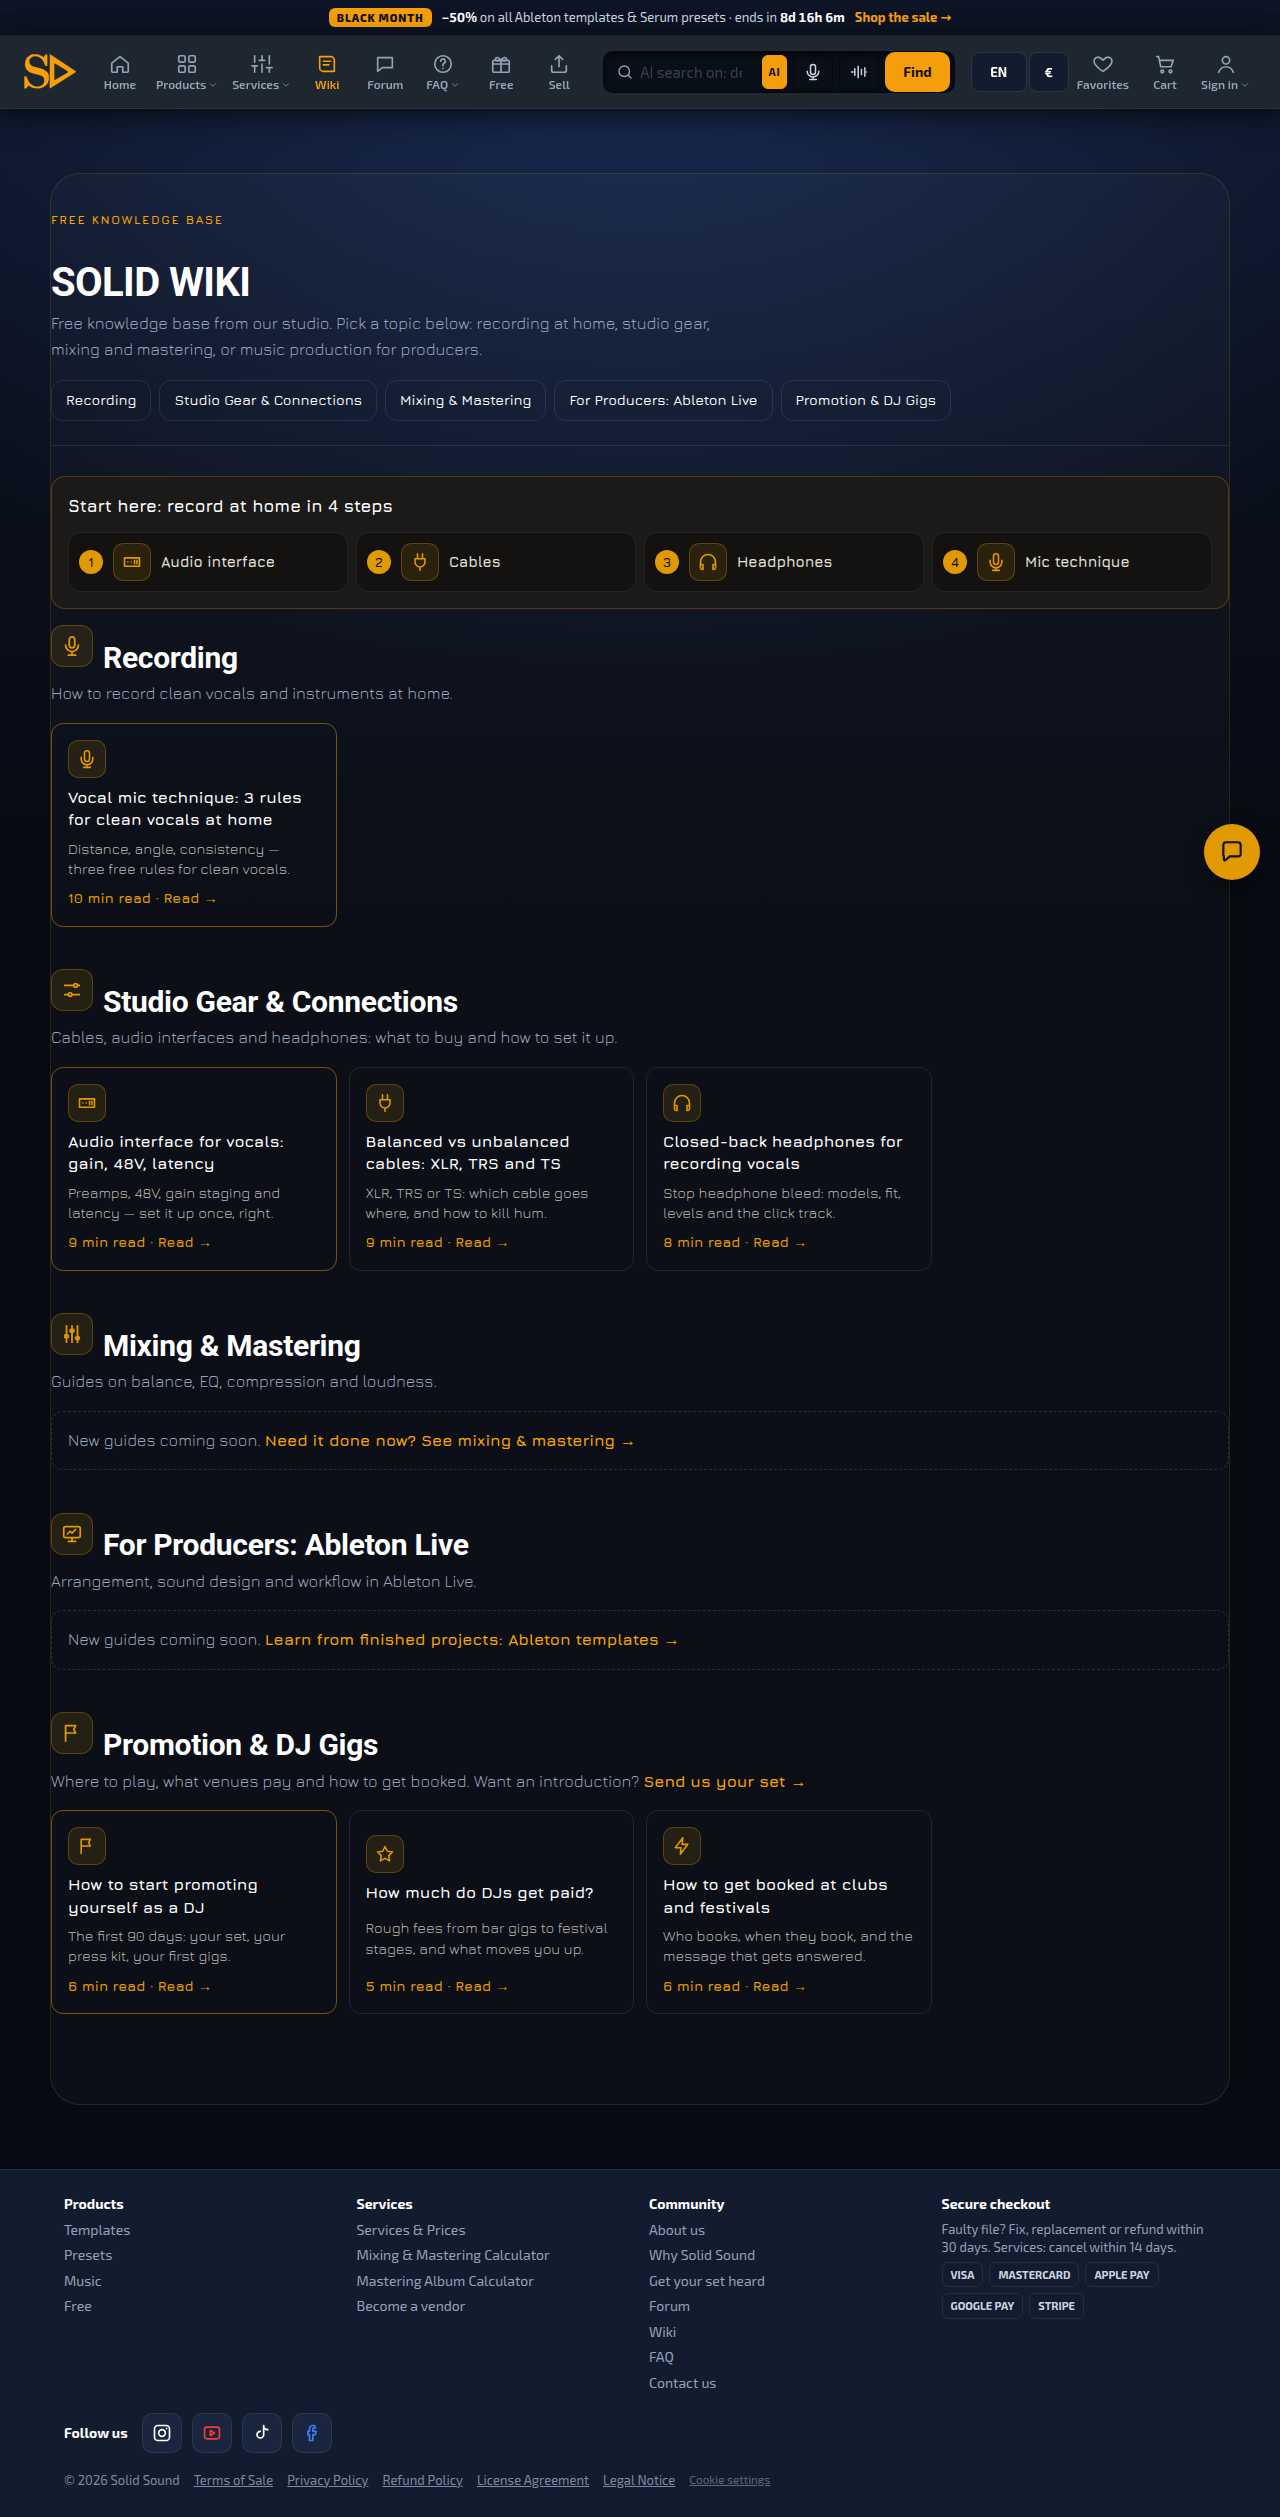 BLACK MONTH −50% on all Ableton templates & Serum presets · ends in 8d 16h 6m Shop the sale →
Home Products Services Wiki Forum FAQ Free Sell AI search on: AI Find EN € Favorites Cart Sign in
FREE KNOWLEDGE BASE
SOLID WIKI
Free knowledge base from our studio. Pick a topic below: recording at home, studio gear,
mixing and mastering, or music production for producers.
Recording Studio Gear & Connections Mixing & Mastering For Producers: Ableton Live Promotion & DJ Gigs
Start here: record at home in 4 steps
1 Audio interface 2 Cables 3 Headphones 4 Mic technique
Recording
How to record clean vocals and instruments at home.
Vocal mic technique: 3 rules
for clean vocals at home
Distance, angle, consistency —
three free rules for clean vocals.
10 min read · Read →
Studio Gear & Connections
Cables, audio interfaces and headphones: what to buy and how to set it up.
Audio interface for vocals:
gain, 48V, latency
Preamps, 48V, gain staging and
latency — set it up once, right.
9 min read · Read →
Balanced vs unbalanced
cables: XLR, TRS and TS
XLR, TRS or TS: which cable goes
where, and how to kill hum.
9 min read · Read →
Closed-back headphones for
recording vocals
Stop headphone bleed: models, fit,
levels and the click track.
8 min read · Read →
Mixing & Mastering
Guides on balance, EQ, compression and loudness.
New guides coming soon. Need it done now? See mixing & mastering →
For Producers: Ableton Live
Arrangement, sound design and workflow in Ableton Live.
New guides coming soon. Learn from finished projects: Ableton templates →
Promotion & DJ Gigs
Where to play, what venues pay and how to get booked. Want an introduction? Send us your set →
How to start promoting
yourself as a DJ
The first 90 days: your set, your
press kit, your first gigs.
6 min read · Read →
How much do DJs get paid?
Rough fees from bar gigs to festival
stages, and what moves you up.
5 min read · Read →
How to get booked at clubs
and festivals
Who books, when they book, and the
message that gets answered.
6 min read · Read →
Products
Templates
Presets
Music
Free
Services
Services & Prices
Mixing & Mastering Calculator
Mastering Album Calculator
Become a vendor
Community
About us
Why Solid Sound
Get your set heard
Forum
Wiki
FAQ
Contact us
Secure checkout
Faulty file? Fix, replacement or refund within
30 days. Services: cancel within 14 days.
VISA MASTERCARD APPLE PAY
GOOGLE PAY STRIPE
Follow us
© 2026 Solid Sound Terms of Sale Privacy Policy Refund Policy License Agreement Legal Notice Cookie settings